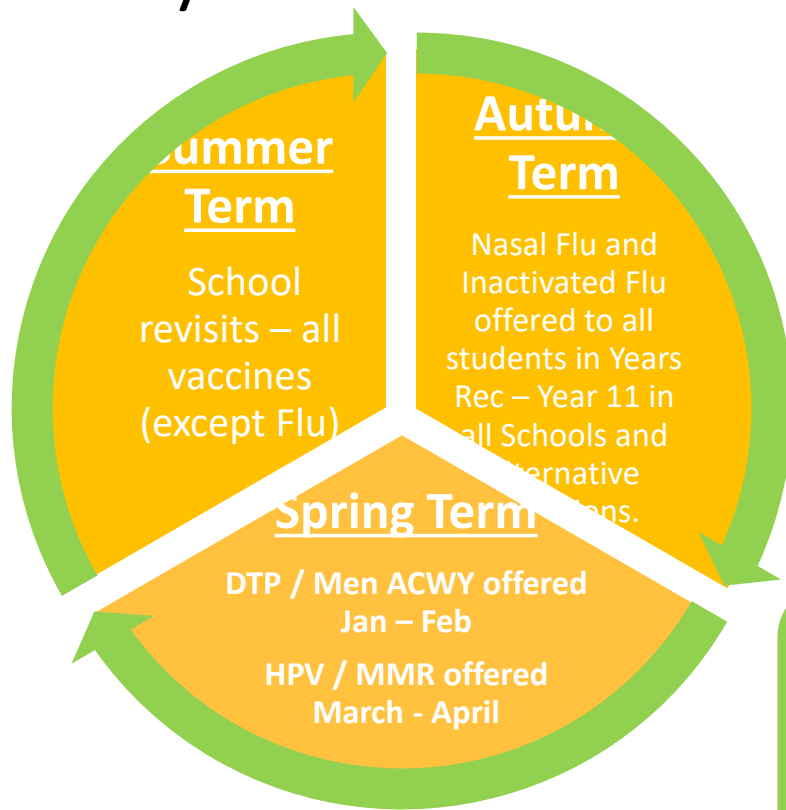 Autumn
Term
Nasal Flu and
Inactivated Flu
offered to all
students in Years
Rec – Year 11 in
all Schools and
Spring Term
DTP / Men ACWY offered
Jan – Feb
HPV / MMR offered
March - April
Summer
Term
School
revisits – all
vaccines
(except Flu)